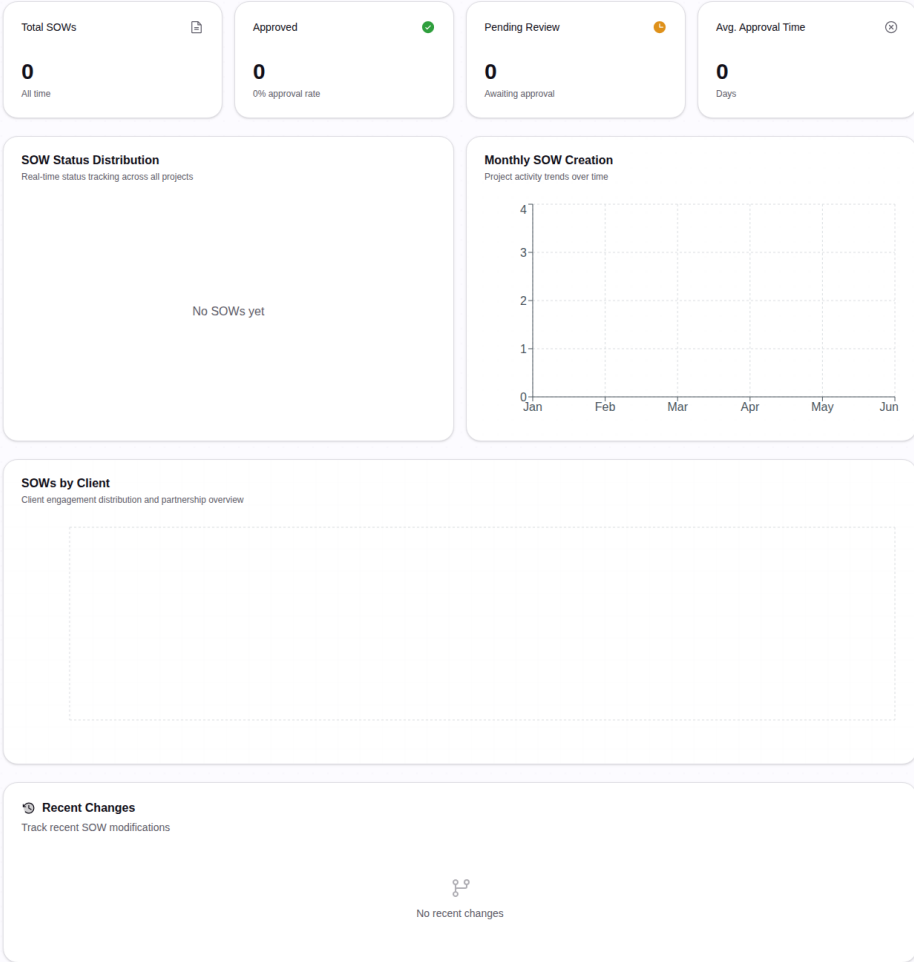 Total SOWs
0
All time
Approved
0
0% approval rate
Pending Review
0
Awaiting approval
Avg. Approval Time
0
Days
SOW Status Distribution
Real-time status tracking across all projects
No SOWs yet
Monthly SOW Creation
Project activity trends over time
4
3
2
1
0
Jan Feb Mar Apr May Jun
SOWs by Client
Client engagement distribution and partnership overview
Recent Changes
Track recent SOW modifications
No recent changes